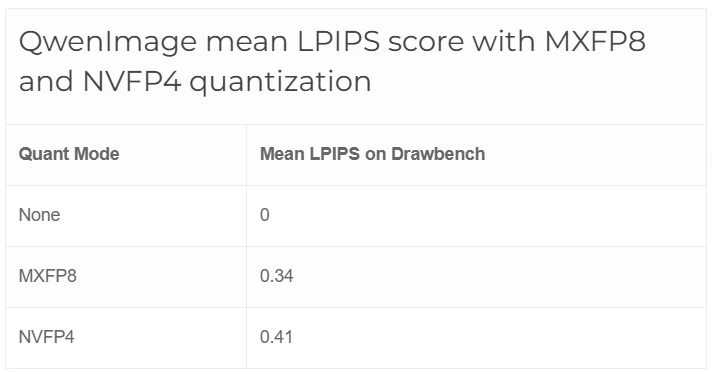 QwenImage mean LPIPS score with MXFP8
and NVFP4 quantization
Quant Mode Mean LPIPS on Drawbench
None 0
MXFP8 0.34
NVFP4 0.41